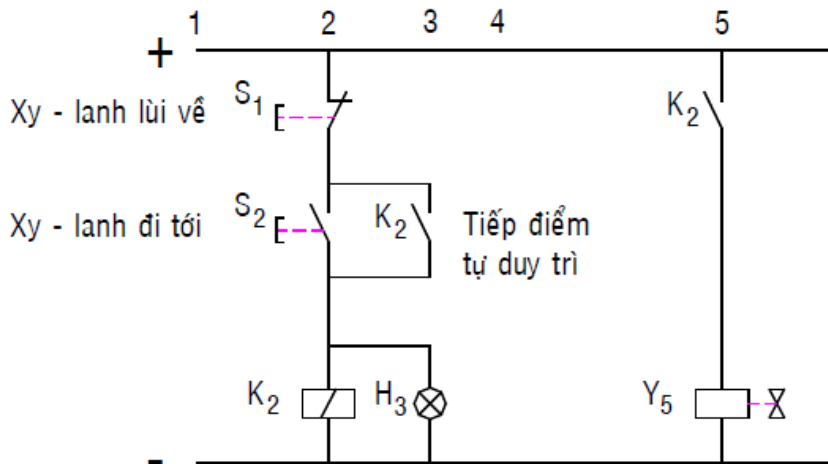 1 2 3 4 5
+
Xy - lanh lùi về S1 K2
Xy - lanh đi tới S2 K2 Tiếp điểm
tự duy trì
K2 H3 Y5
-